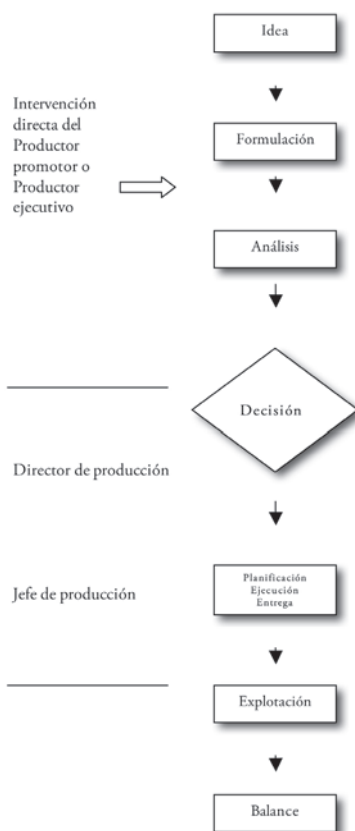 Idea
Intervención
directa del
Productor
promotor o
Productor
ejecutivo
Formulación
Análisis
Decisión
Director de producción
Jefe de producción
Planificación
Ejecución
Entrega
Explotación
Balance